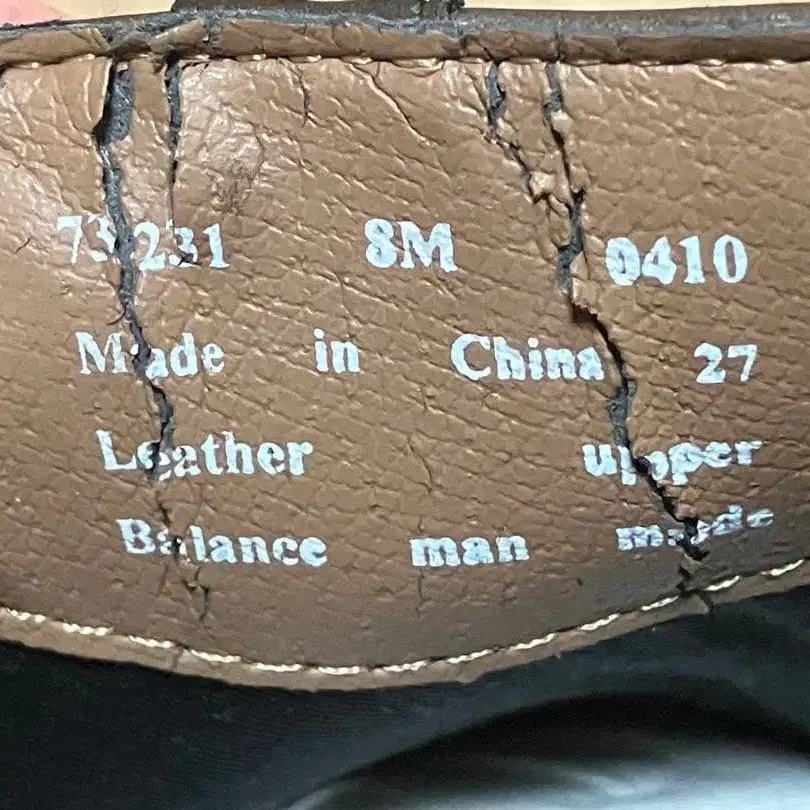 73231 8M 0410
Made in China 27
Leather upper
Balance man made